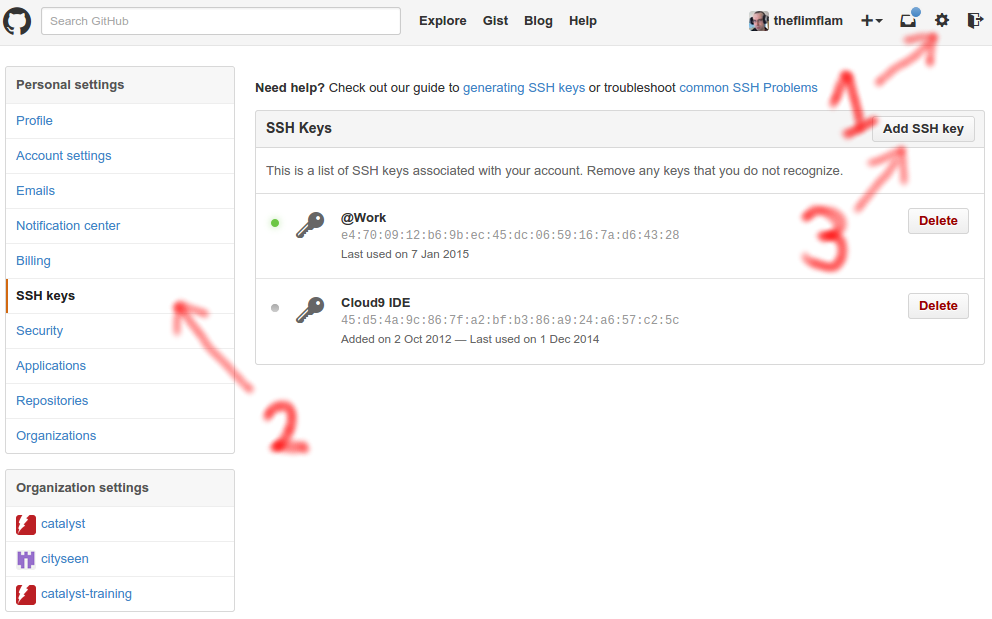 Search GitHub
Explore Gist Blog Help
theflimflam
Personal settings
Profile
Account settings
Emails
Notification center
Billing
SSH keys
Security
Applications
Repositories
Organizations
Organization settings
catalyst
cityseen
catalyst-training
Need help? Check out our guide to generating SSH keys or troubleshoot common SSH Problems
SSH Keys
Add SSH key
This is a list of SSH keys associated with your account. Remove any keys that you do not recognize.
@Work
e4:70:09:12:b6:9b:ec:45:dc:06:59:16:7a:d6:43:28
Last used on 7 Jan 2015
Delete
Cloud9 IDE
45:d5:4a:9c:86:7f:a2:bf:b3:86:a9:24:a6:57:c2:5c
Added on 2 Oct 2012 — Last used on 1 Dec 2014
Delete
1
2
3